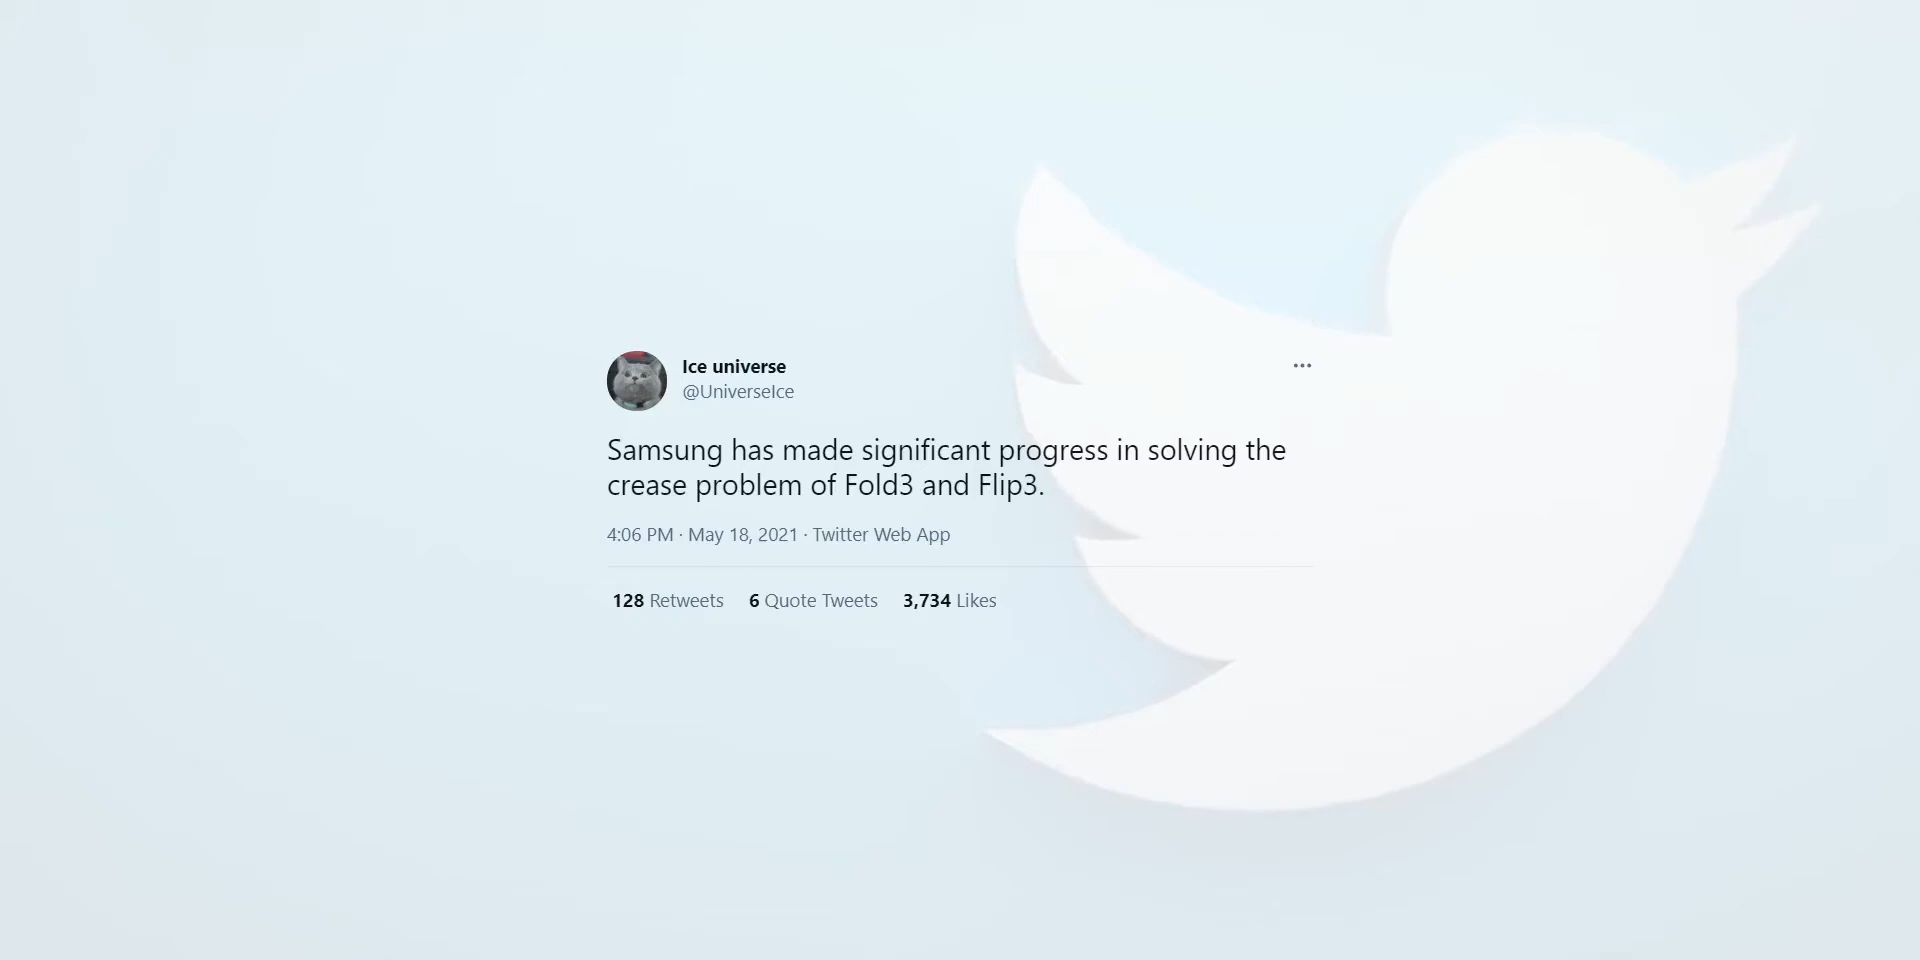 Ice universe
@UniverseIce
Samsung has made significant progress in solving the
crease problem of Fold3 and Flip3.
4:06 PM · May 18, 2021 · Twitter Web App
128 Retweets 6 Quote Tweets 3,734 Likes